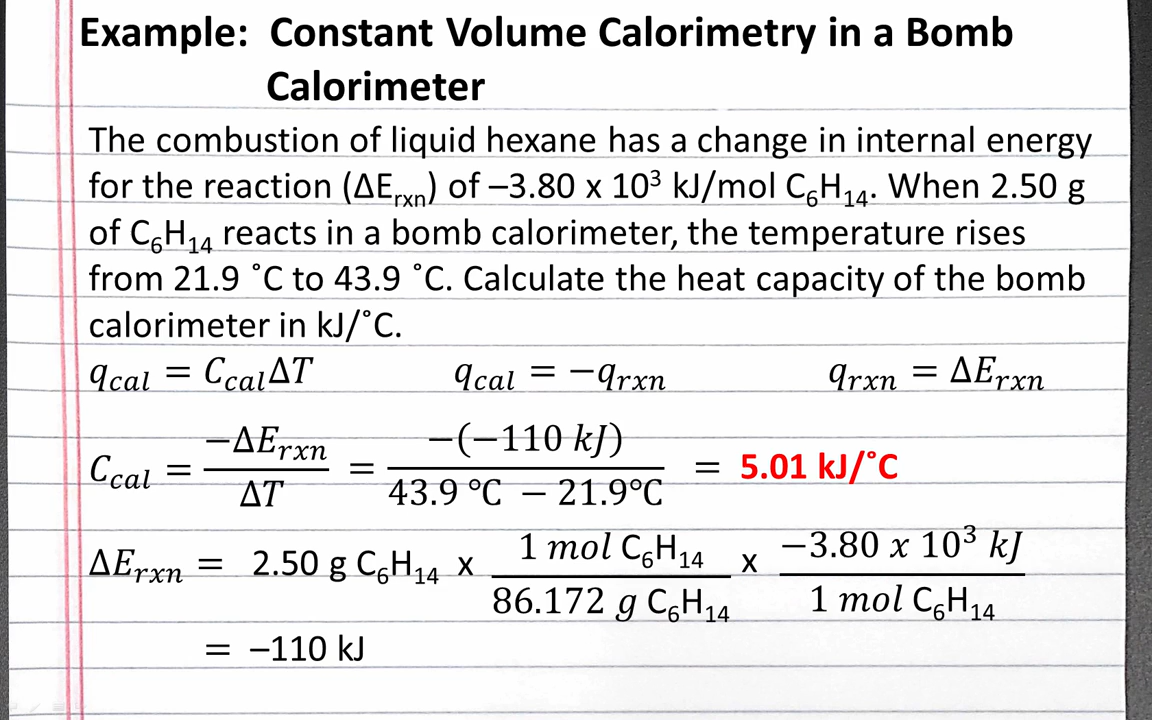 Example: Constant Volume Calorimetry in a Bomb
Calorimeter
The combustion of liquid hexane has a change in internal energy
for the reaction (ΔE_rxn) of –3.80 x 10³ kJ/mol C₆H₁₄. When 2.50 g
of C₆H₁₄ reacts in a bomb calorimeter, the temperature rises
from 21.9 ˚C to 43.9 ˚C. Calculate the heat capacity of the bomb
calorimeter in kJ/˚C.
q_cal = C_calΔT q_cal = −q_rxn q_rxn = ΔE_rxn
C_cal = −ΔE_rxn / ΔT = −(−110 kJ) / 43.9 °C − 21.9°C = 5.01 kJ/˚C
ΔE_rxn = 2.50 g C₆H₁₄ x 1 mol C₆H₁₄ / 86.172 g C₆H₁₄ x −3.80 x 10³ kJ / 1 mol C₆H₁₄
= –110 kJ